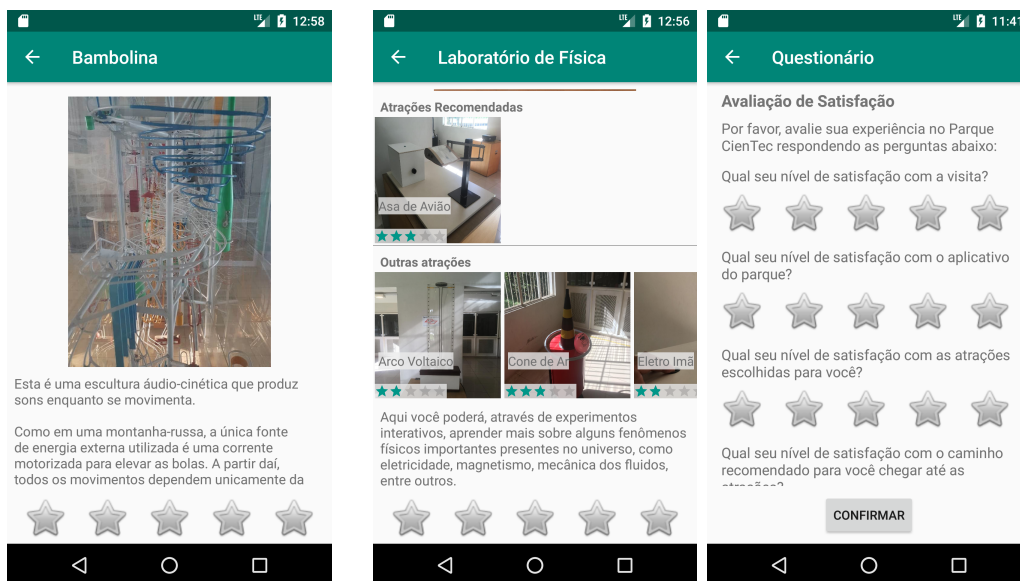 LTE 12:58
Bambolina
Esta é uma escultura áudio-cinética que produz
sons enquanto se movimenta.
Como em uma montanha-russa, a única fonte
de energia externa utilizada é uma corrente
motorizada para elevar as bolas. A partir daí,
todos os movimentos dependem unicamente da
LTE 12:56
Laboratório de Física
Atrações Recomendadas
Asa de Avião
Outras atrações
Arco Voltaico
Cone de Ar
Eletro Imã
Aqui você poderá, através de experimentos
interativos, aprender mais sobre alguns fenômenos
físicos importantes presentes no universo, como
eletricidade, magnetismo, mecânica dos fluidos,
entre outros.
LTE 11:41
Questionário
Avaliação de Satisfação
Por favor, avalie sua experiência no Parque
CienTec respondendo as perguntas abaixo:
Qual seu nível de satisfação com a visita?
Qual seu nível de satisfação com o aplicativo
do parque?
Qual seu nível de satisfação com as atrações
escolhidas para você?
Qual seu nível de satisfação com o caminho
recomendado para você chegar até as
atrações?
CONFIRMAR